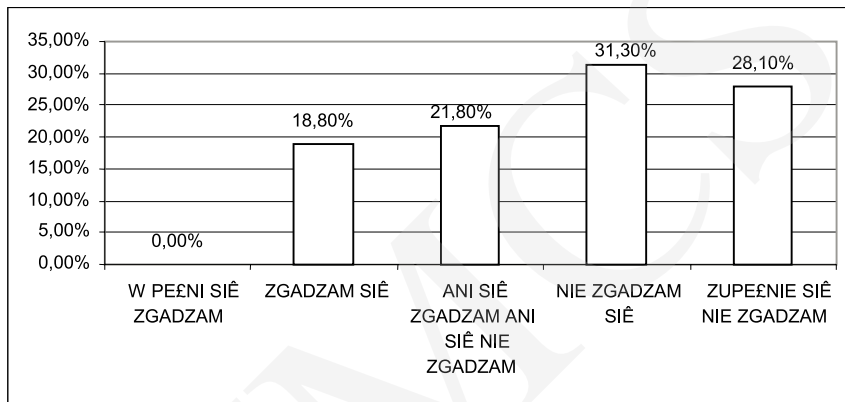 35,00%
30,00%
25,00%
20,00%
15,00%
10,00%
5,00%
0,00%
0,00%
18,80%
21,80%
31,30%
28,10%
W PE£NI SIÊ
ZGADZAM
ZGADZAM SIÊ
ANI SIÊ
ZGADZAM ANI
SIÊ NIE
ZGADZAM
NIE ZGADZAM
SIÊ
ZUPE£NIE SIÊ
NIE ZGADZAM
UMCS